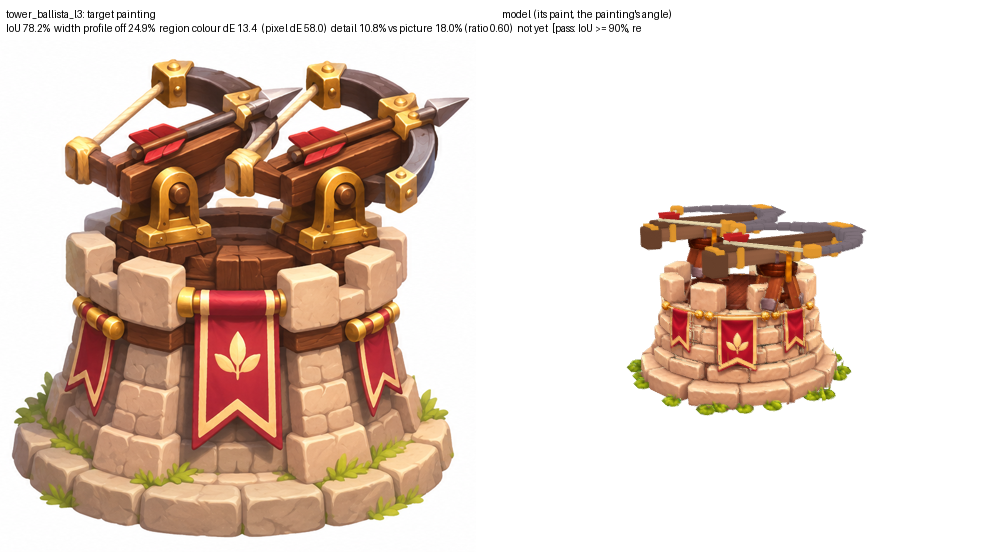 tower_ballista_l3: target painting
model (its paint, the painting's angle)
IoU 78.2% width profile off 24.9% region colour dE 13.4 (pixel dE 58.0) detail 10.8% vs picture 18.0% (ratio 0.60) not yet [pass: IoU >= 90%, re